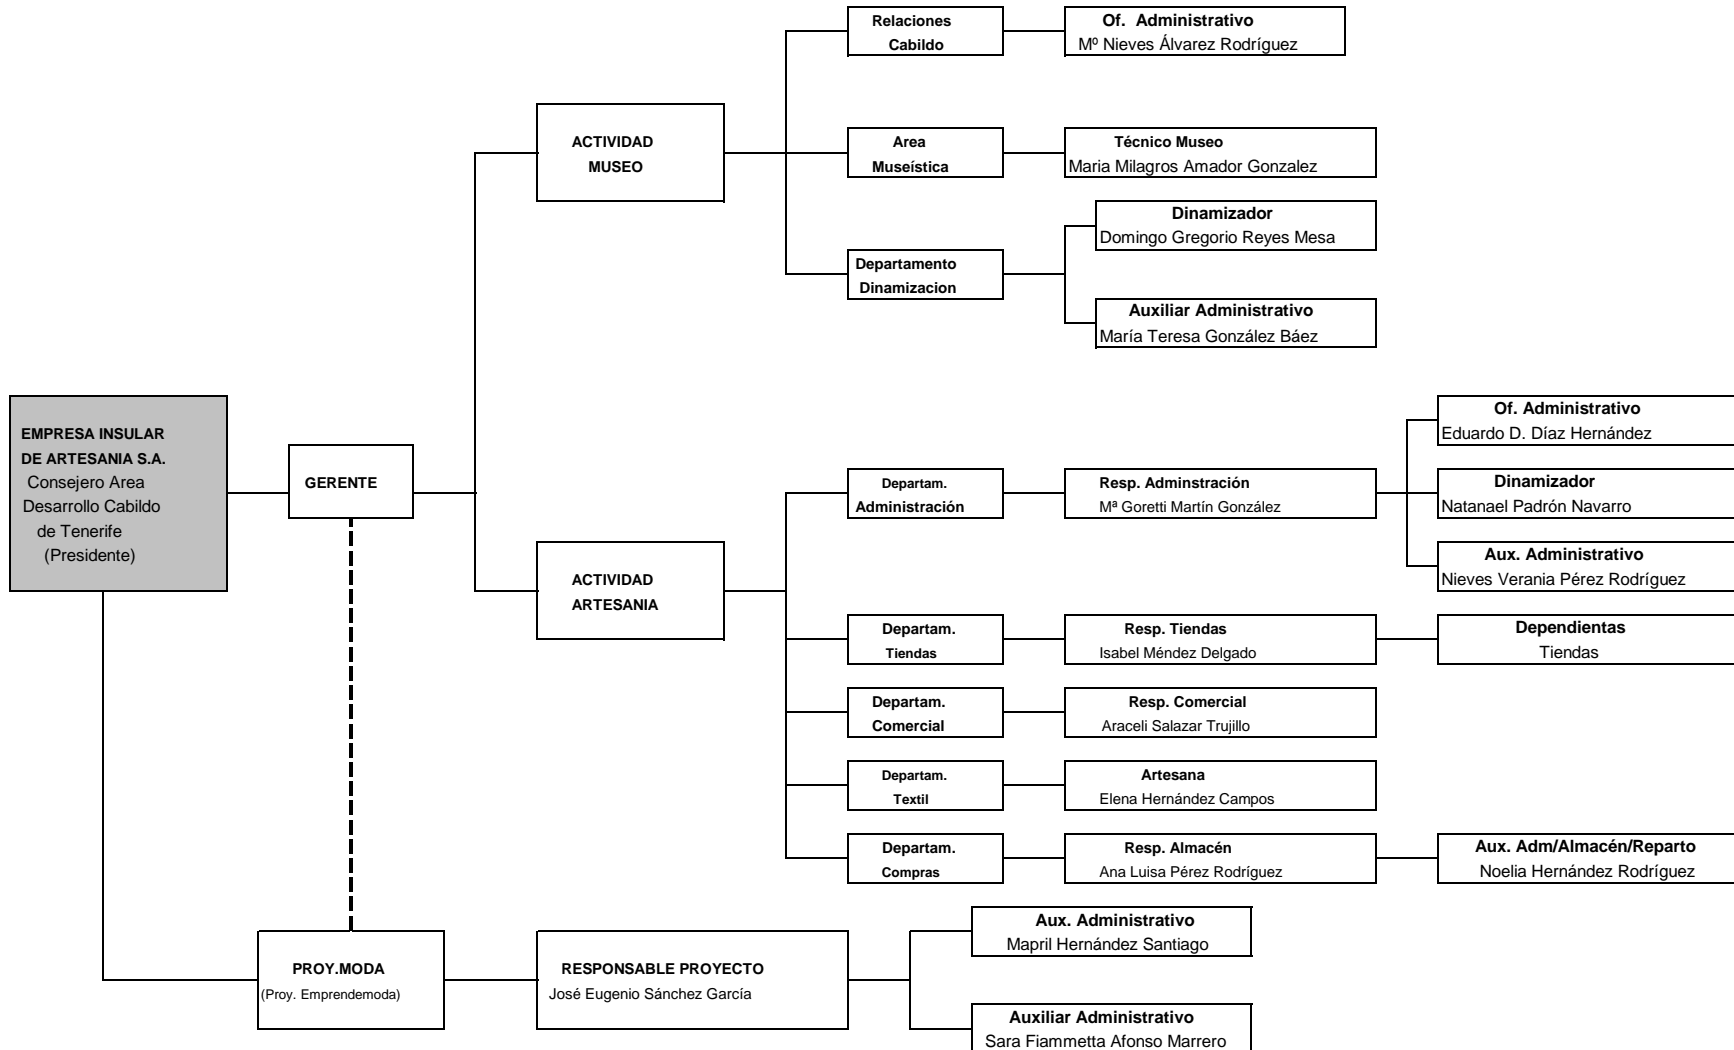 Relaciones
Cabildo
Of. Administrativo
Mº Nieves Álvarez Rodríguez
ACTIVIDAD
MUSEO
Area
Museística
Técnico Museo
Maria Milagros Amador Gonzalez
Departamento
Dinamizacion
Dinamizador
Domingo Gregorio Reyes Mesa
Auxiliar Administrativo
María Teresa González Báez
EMPRESA INSULAR
DE ARTESANIA S.A.
Consejero Area
Desarrollo Cabildo
de Tenerife
(Presidente)
GERENTE
ACTIVIDAD
ARTESANIA
Departam.
Administración
Resp. Adminstración
Mª Goretti Martín González
Of. Administrativo
Eduardo D. Díaz Hernández
Dinamizador
Natanael Padrón Navarro
Aux. Administrativo
Nieves Verania Pérez Rodríguez
Departam.
Tiendas
Resp. Tiendas
Isabel Méndez Delgado
Dependientas
Tiendas
Departam.
Comercial
Resp. Comercial
Araceli Salazar Trujillo
Departam.
Textil
Artesana
Elena Hernández Campos
Departam.
Compras
Resp. Almacén
Ana Luisa Pérez Rodríguez
Aux. Adm/Almacén/Reparto
Noelia Hernández Rodríguez
PROY.MODA
(Proy. Emprendemoda)
RESPONSABLE PROYECTO
José Eugenio Sánchez García
Aux. Administrativo
Mapril Hernández Santiago
Auxiliar Administrativo
Sara Fiammetta Afonso Marrero